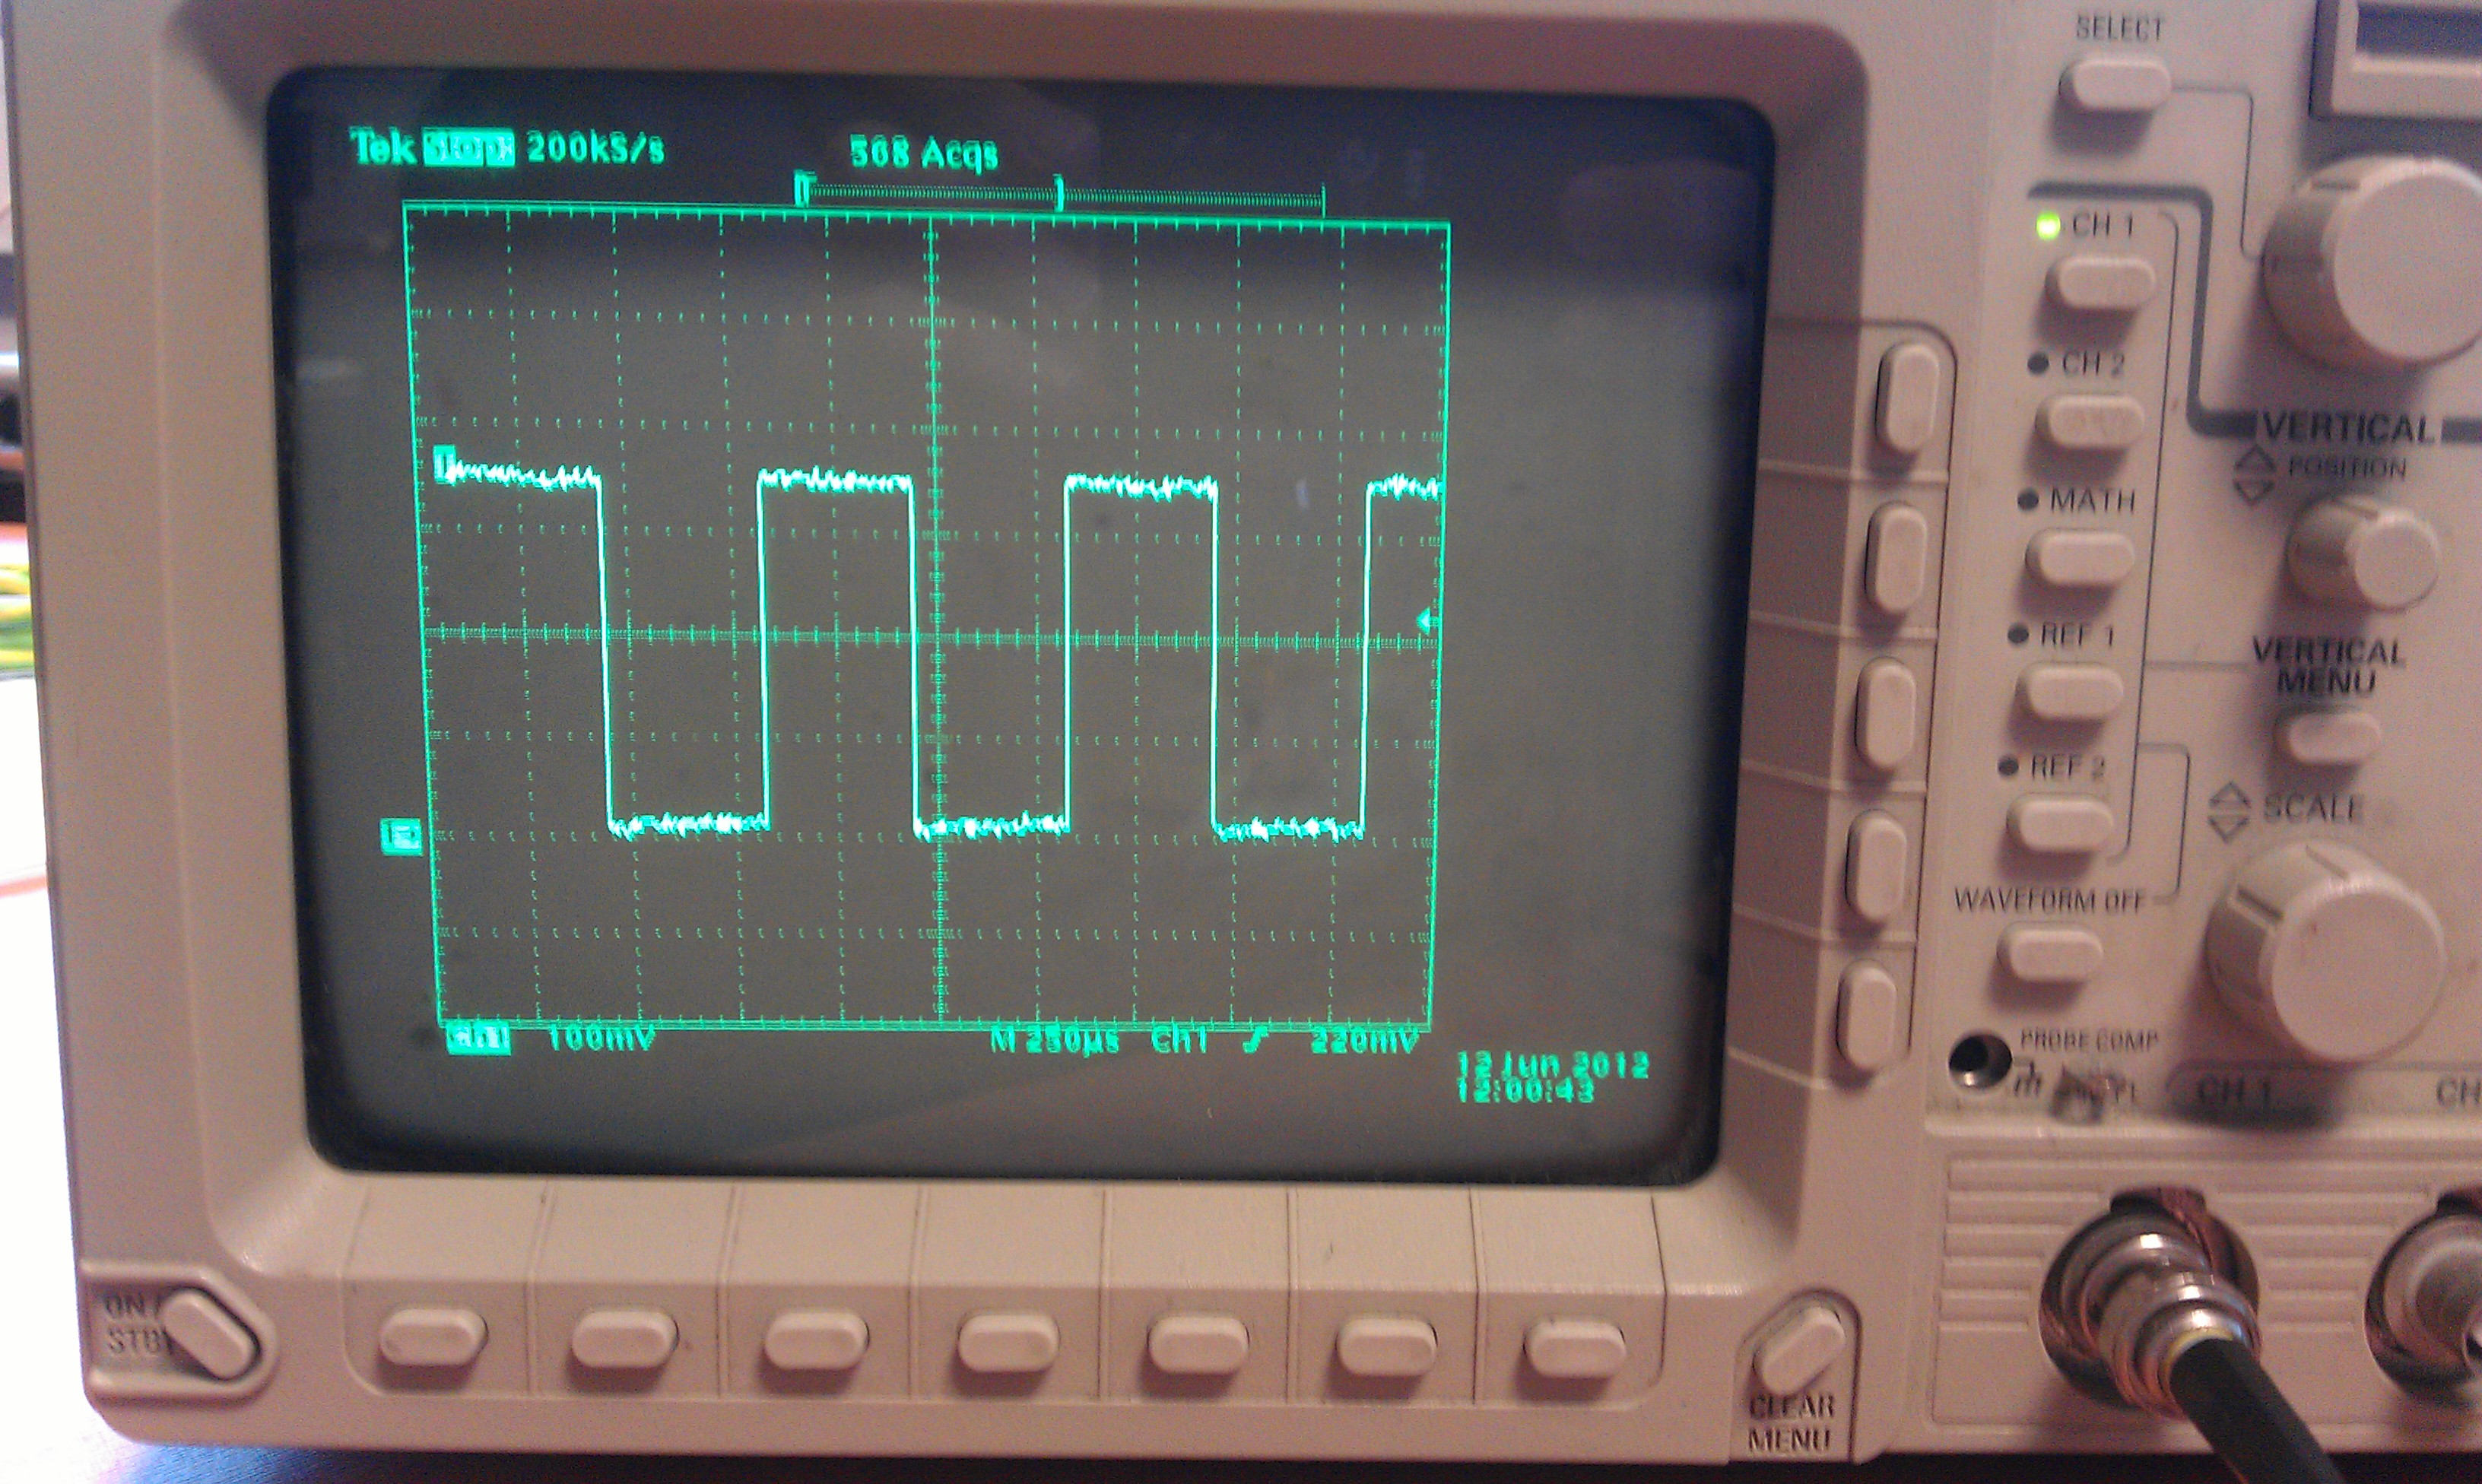 Tek Stop 200kS/s
568 Acqs
Ch1 100mV M 250µs Ch1 220mV
12 Jun 2012
12:00:43
SELECT
CH 1
CH 2
MATH
REF 1
REF 2
WAVEFORM OFF
VERTICAL
POSITION
VERTICAL
MENU
SCALE
PROBE COMP
CH 1
CH
ON /
STBY
CLEAR
MENU